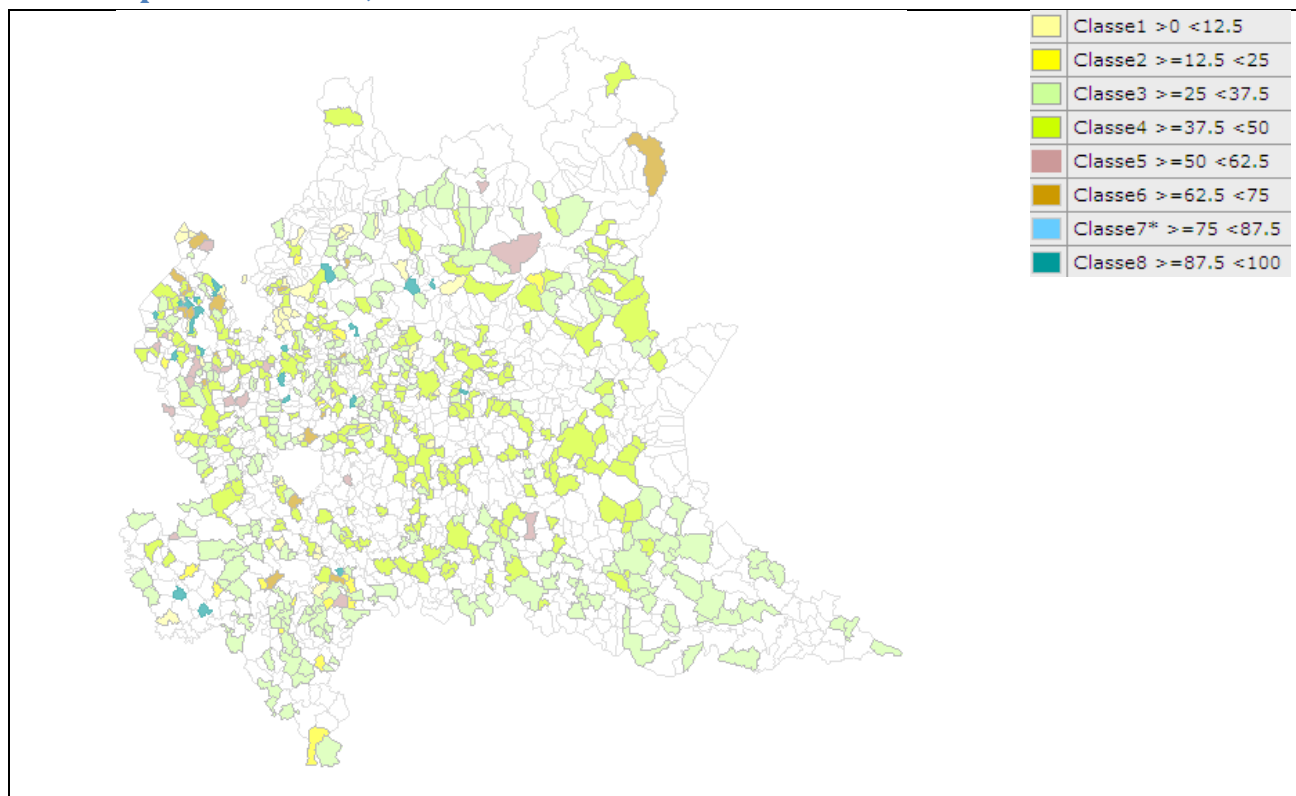 Classe1 >0 <12.5
Classe2 >=12.5 <25
Classe3 >=25 <37.5
Classe4 >=37.5 <50
Classe5 >=50 <62.5
Classe6 >=62.5 <75
Classe7* >=75 <87.5
Classe8 >=87.5 <100